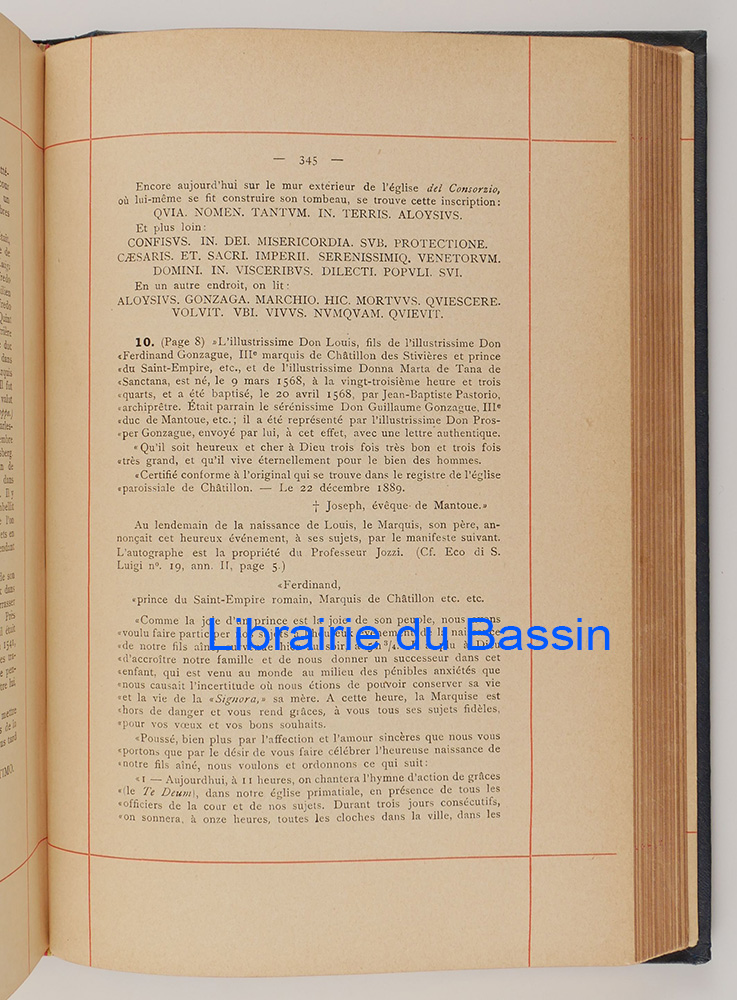 — 345 —
Encore aujourd'hui sur le mur extérieur de l'église del Consorzio,
où lui-même se fit construire son tombeau, se trouve cette inscription:
QVIA. NOMEN. TANTVM. IN. TERRIS. ALOYSIVS.
Et plus loin:
CONFISVS. IN. DEI. MISERICORDIA. SVB. PROTECTIONE.
CÆSARIS. ET. SACRI. IMPERII. SERENISSIMIQ. VENETORVM.
DOMINI. IN. VISCERIBVS. DILECTI. POPVLI. SVI.
En un autre endroit, on lit:
ALOYSIVS. GONZAGA. MARCHIO. HIC. MORTVVS. QVIESCERE.
VOLVIT. VBI. VIVVS. NVMQVAM. QVIEVIT.
10. (Page 8) »L'illustrissime Don Louis, fils de l'illustrissime Don
«Ferdinand Gonzague, IIIe marquis de Châtillon des Stivières et prince
«du Saint-Empire, etc., et de l'illustrissime Donna Marta de Tana de
«Sanctana, est né, le 9 mars 1568, à la vingt-troisième heure et trois
«quarts, et a été baptisé, le 20 avril 1568, par Jean-Baptiste Pastorio,
«archiprêtre. Était parrain le sérénissime Don Guillaume Gonzague, IIIe
«duc de Mantoue, etc.; il a été représenté par l'illustrissime Don Pros-
«per Gonzague, envoyé par lui, à cet effet, avec une lettre authentique.
«Qu'il soit heureux et cher à Dieu trois fois très bon et trois fois
«très grand, et qu'il vive éternellement pour le bien des hommes.
«Certifié conforme à l'original qui se trouve dans le registre de l'église
«paroissiale de Châtillon. — Le 22 décembre 1889.
† Joseph, évêque de Mantoue.»
Au lendemain de la naissance de Louis, le Marquis, son père, an-
nonçait cet heureux événement, à ses sujets, par le manifeste suivant.
L'autographe est la propriété du Professeur Jozzi. (Cf. Eco di S.
Luigi no. 19, ann. II, page 5.)
«Ferdinand,
«prince du Saint-Empire romain, Marquis de Châtillon etc. etc.
«Comme la joie d'un prince est la joie de son peuple, nous
«voulu faire participer nos sujets à de la
«de notre fils à Dieu
Librairie du Bassin
«d'accroître notre famille et de nous donner un successeur dans cet
«enfant, qui est venu au monde au milieu des pénibles anxiétés que
«nous causait l'incertitude où nous étions de pouvoir conserver sa vie
«et la vie de la «Signora,» sa mère. A cette heure, la Marquise est
«hors de danger et vous rend grâces, à vous tous ses sujets fidèles,
«pour vos vœux et vos bons souhaits.
«Poussé, bien plus par l'affection et l'amour sincères que nous vous
«portons que par le désir de vous faire célébrer l'heureuse naissance de
«notre fils aîné, nous voulons et ordonnons ce qui suit:
«1 — Aujourdhui, à 11 heures, on chantera l'hymne d'action de grâces
«(le Te Deum), dans notre église primatiale, en présence de tous les
«officiers de la cour et de nos sujets. Durant trois jours consécutifs,
«on sonnera, à onze heures, toutes les cloches dans la ville, dans les